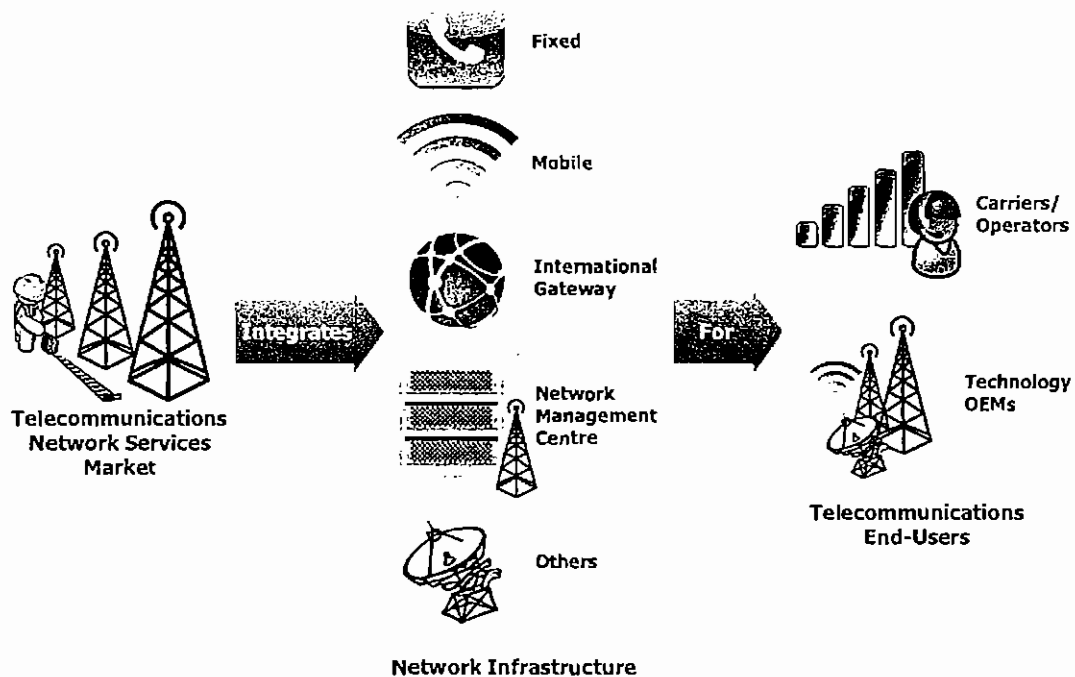 Fixed
Mobile
International
Gateway
Network
Management
Centre
Others
Network Infrastructure
Telecommunications
Network Services
Market
Integrates
For
Carriers/
Operators
Technology
OEMs
Telecommunications
End-Users